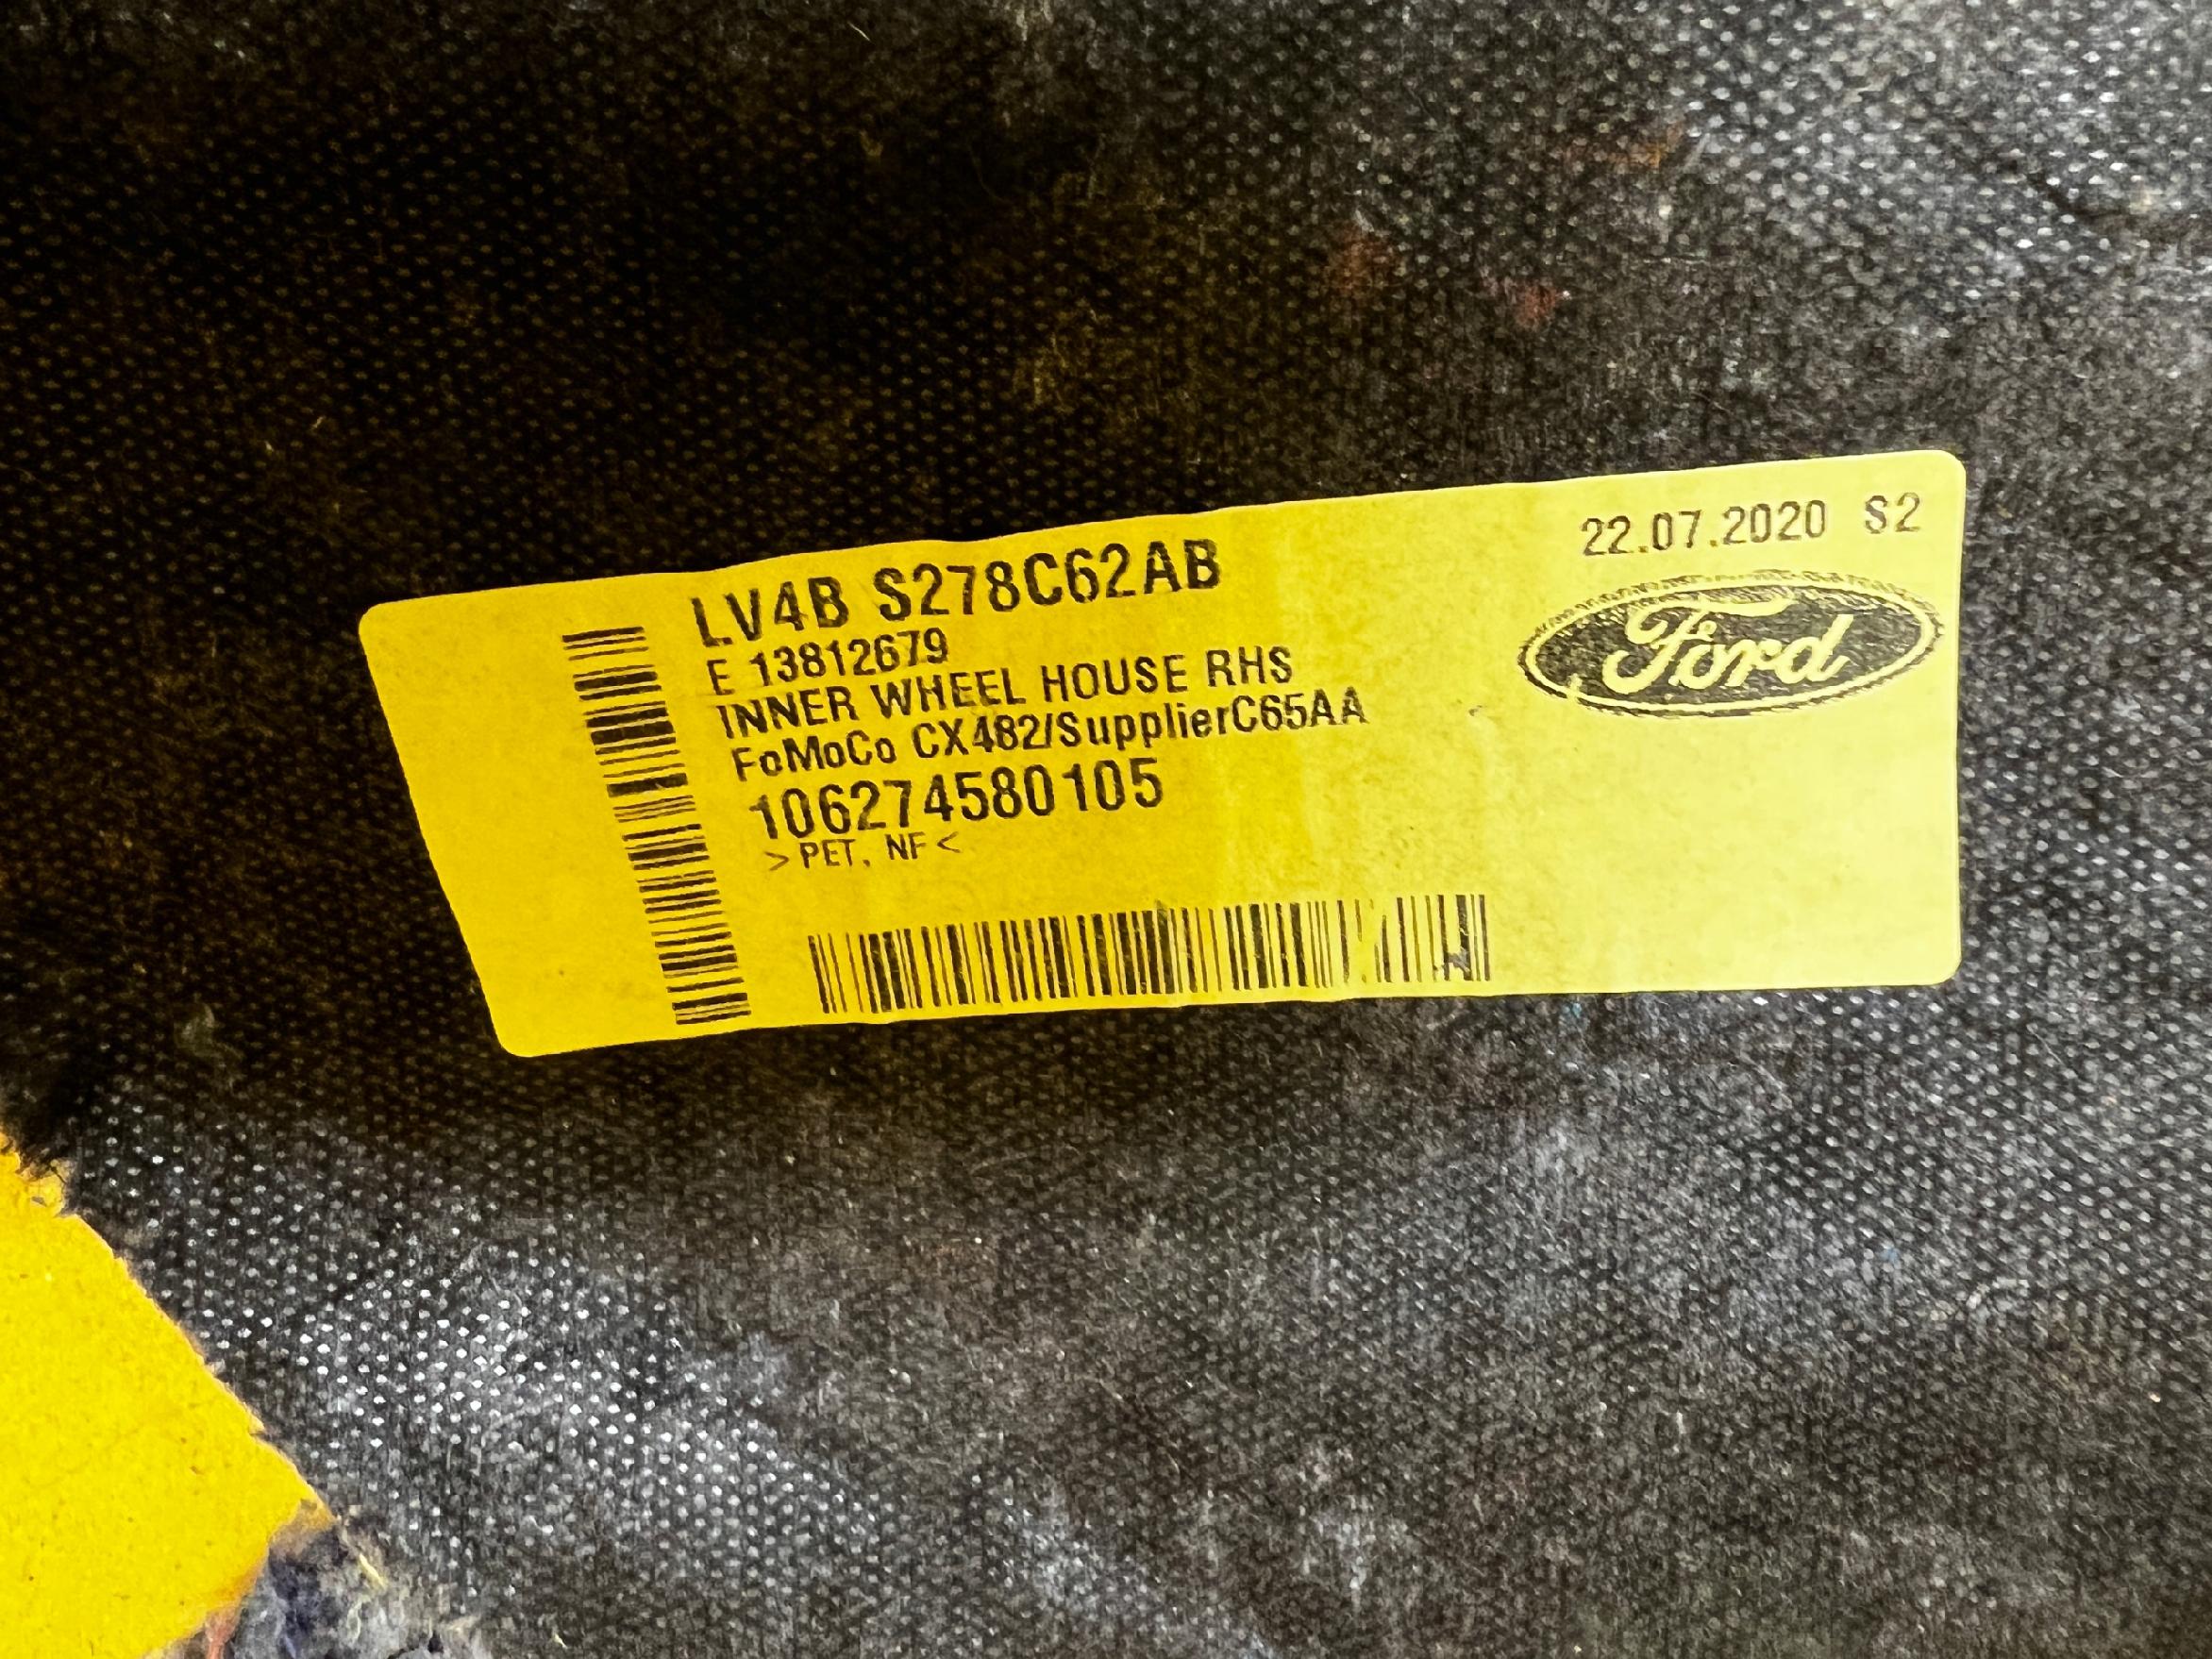 22.07.2020 S2
LV4B S278C62AB
E 13812679
INNER WHEEL HOUSE RHS
FoMoCo CX482/SupplierC65AA
106274580105
>PET, NF<
Ford